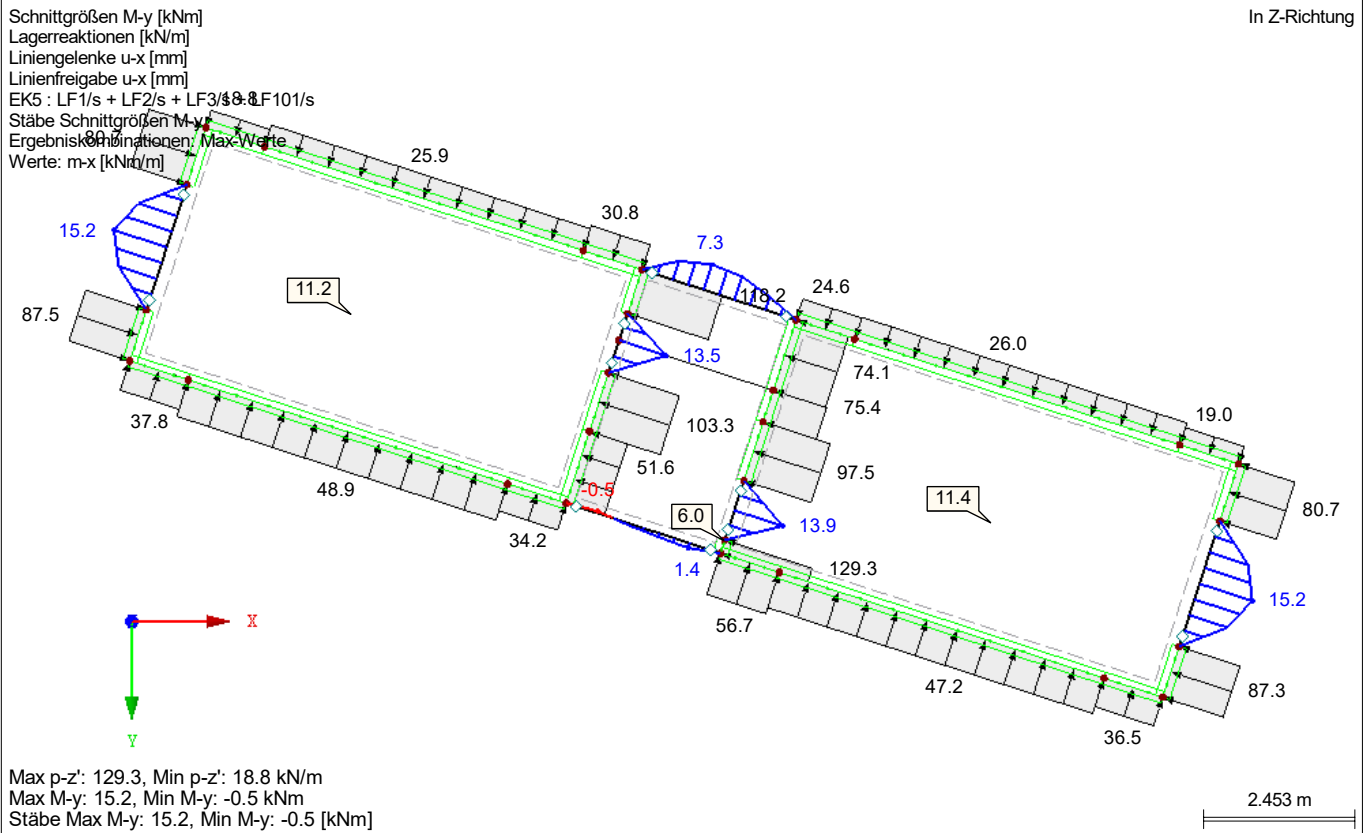 Schnittgrößen M-y [kNm]
In Z-Richtung
Lagerreaktionen [kN/m]
Liniengelenke u-x [mm]
Linienfreigabe u-x [mm]
EK5 : LF1/s + LF2/s + LF3/s + LF101/s
18.8
Stäbe Schnittgrößen M-y
80.7
Ergebniskombinationen: Max-Werte
Werte: m-x [kNm/m]
25.9
30.8
15.2
7.3
11.2
118.2
24.6
87.5
26.0
13.5
74.1
75.4
19.0
37.8
103.3
97.5
51.6
48.9
-0.5
11.4
80.7
6.0
13.9
34.2
1.4
129.3
15.2
X
56.7
47.2
87.3
36.5
Y
Max p-z': 129.3, Min p-z': 18.8 kN/m
Max M-y: 15.2, Min M-y: -0.5 kNm
Stäbe Max M-y: 15.2, Min M-y: -0.5 [kNm]
2.453 m